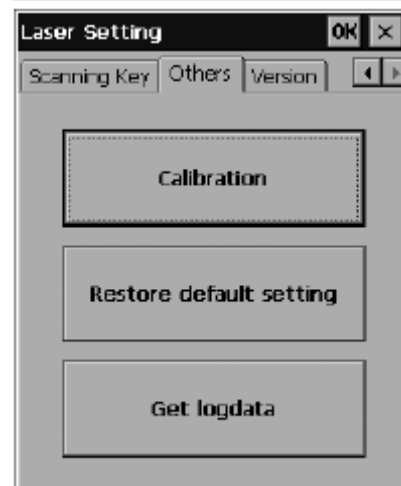 Laser Setting OK ×
Scanning Key Others Version
Calibration
Restore default setting
Get logdata